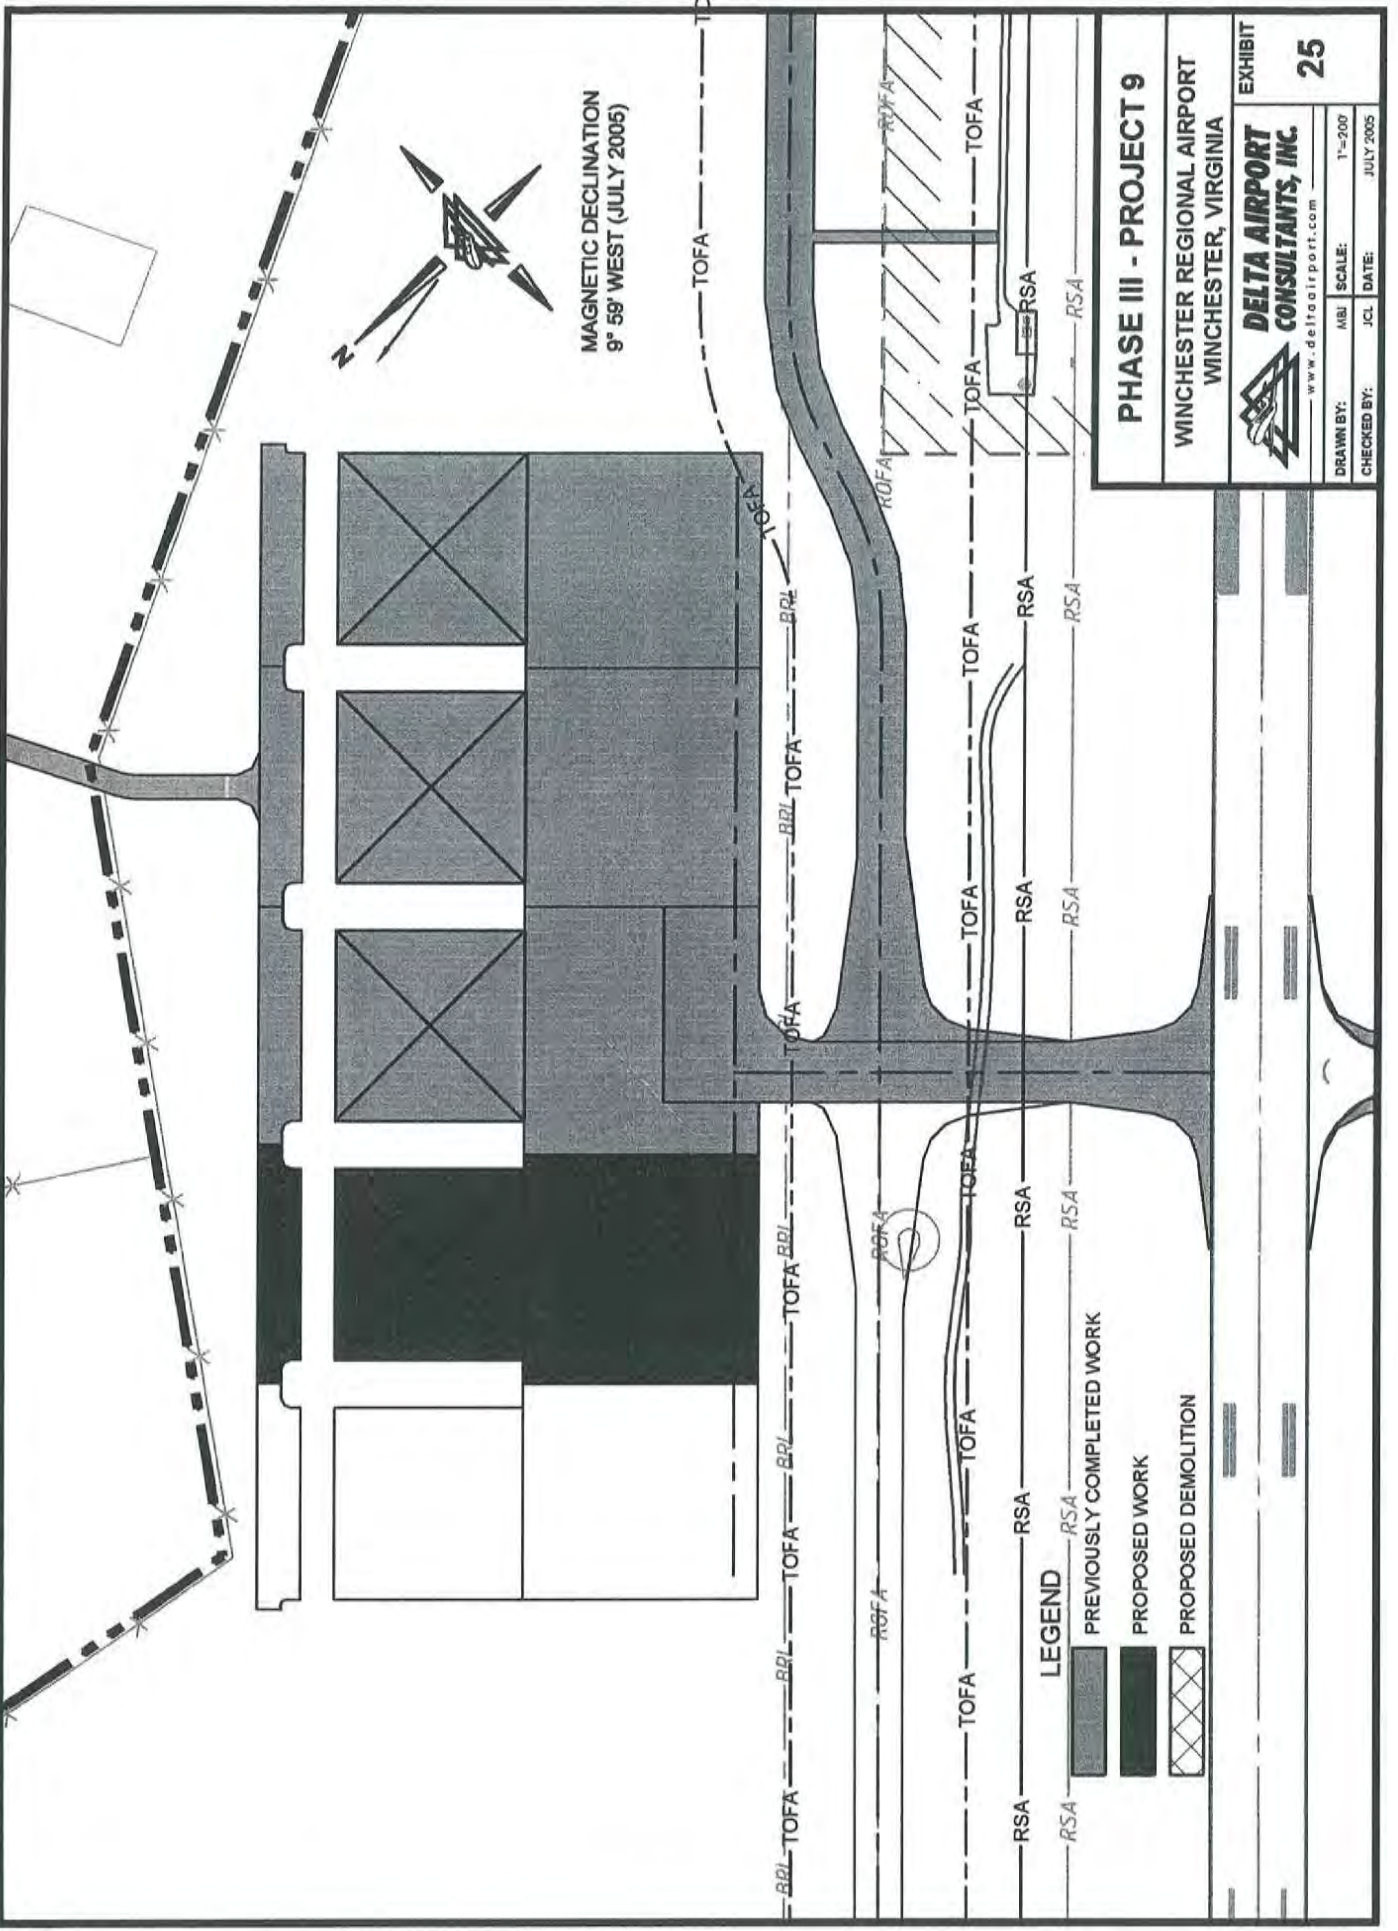 PHASE III - PROJECT 9
WINCHESTER REGIONAL AIRPORT
WINCHESTER, VIRGINIA
DELTA AIRPORT
CONSULTANTS, INC.
www.deltaairport.com
EXHIBIT
25
DRAWN BY: MBJ
SCALE: 1"=200'
CHECKED BY: JCL
DATE: JULY 2005
N
MAGNETIC DECLINATION
9° 59' WEST (JULY 2005)
LEGEND
PREVIOUSLY COMPLETED WORK
PROPOSED WORK
PROPOSED DEMOLITION
TOFA
TOFA
TOFA
TOFA
TOFA
TOFA
TOFA
TOFA
BRL
BRL
BRL
BRL
BRL
BRL
ROFA
ROFA
ROFA
ROFA
TOFA
TOFA
TOFA
TOFA
TOFA
TOFA
TOFA
RSA
RSA
RSA
RSA
RSA
RSA
RSA
RSA
RSA
RSA
RSA
RSA